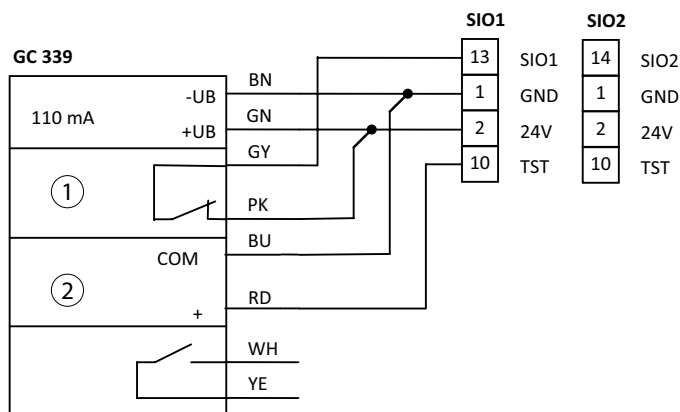 SIO1
SIO2
GC 339
13 SIO1
14 SIO2
-UB BN
1 GND
1 GND
110 mA
+UB GN
2 24V
2 24V
GY
10 TST
10 TST
1
PK
BU
COM
2
RD
+
WH
YE